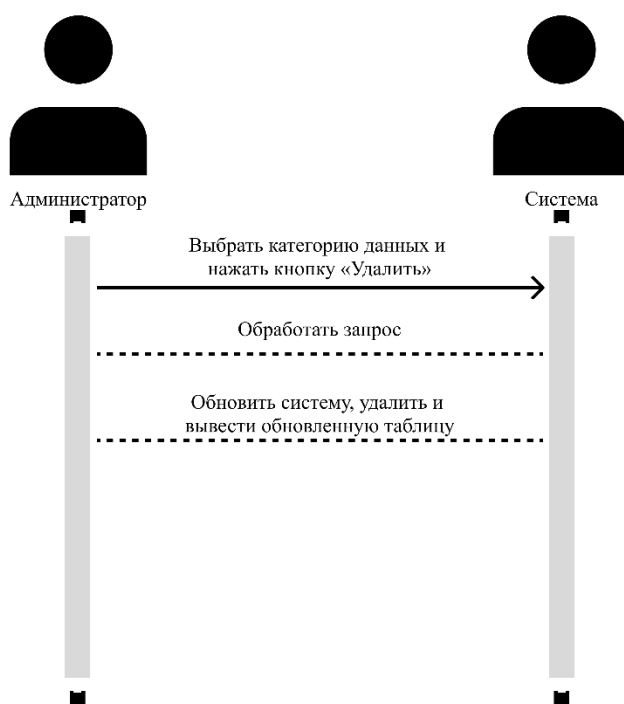 Администратор
Система
Выбрать категорию данных и
нажать кнопку «Удалить»
Обработать запрос
Обновить систему, удалить и
вывести обновленную таблицу